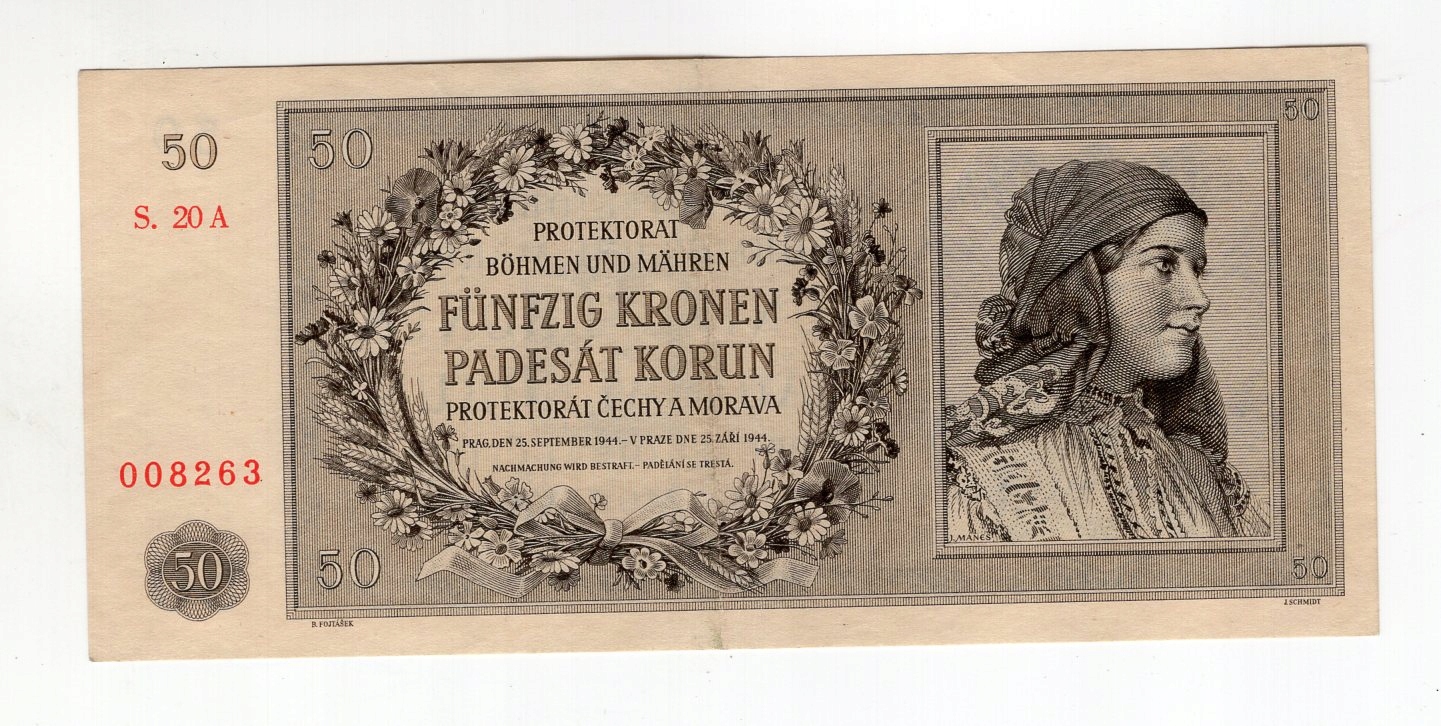 50
S. 20 A
008263
50
50
50
PROTEKTORAT
BÖHMEN UND MÄHREN
FÜNFZIG KRONEN
PADESÁT KORUN
PROTEKTORÁT ČECHY A MORAVA
PRAG, DEN 25. SEPTEMBER 1944. – V PRAZE DNE 25. ZÁŘÍ 1944.
NACHMACHUNG WIRD BESTRAFT. – PADĚLÁNÍ SE TRESTÁ.
50
J. MANES
50
B. FOJTÁŠEK
J. SCHMIDT